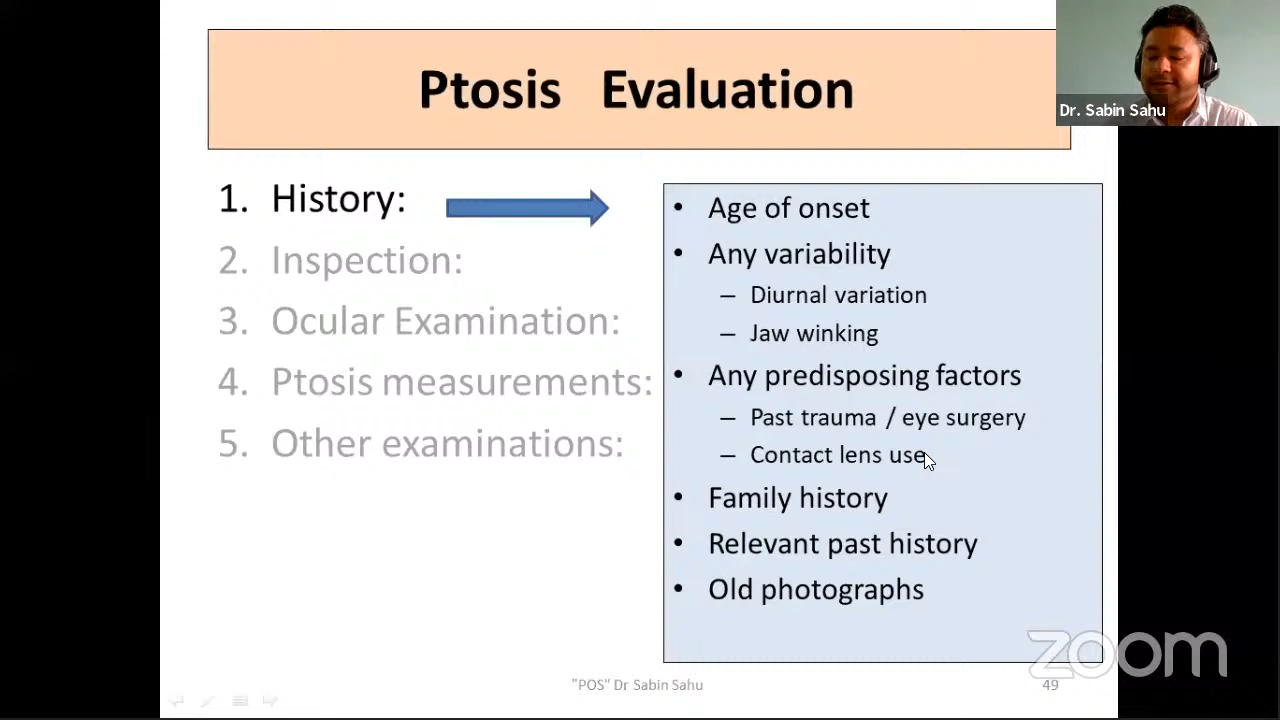 Ptosis Evaluation
Dr. Sabin Sahu
1. History:
2. Inspection:
3. Ocular Examination:
4. Ptosis measurements:
5. Other examinations:
• Age of onset
• Any variability
– Diurnal variation
– Jaw winking
• Any predisposing factors
– Past trauma / eye surgery
– Contact lens use
• Family history
• Relevant past history
• Old photographs
zoom
"POS" Dr Sabin Sahu
49